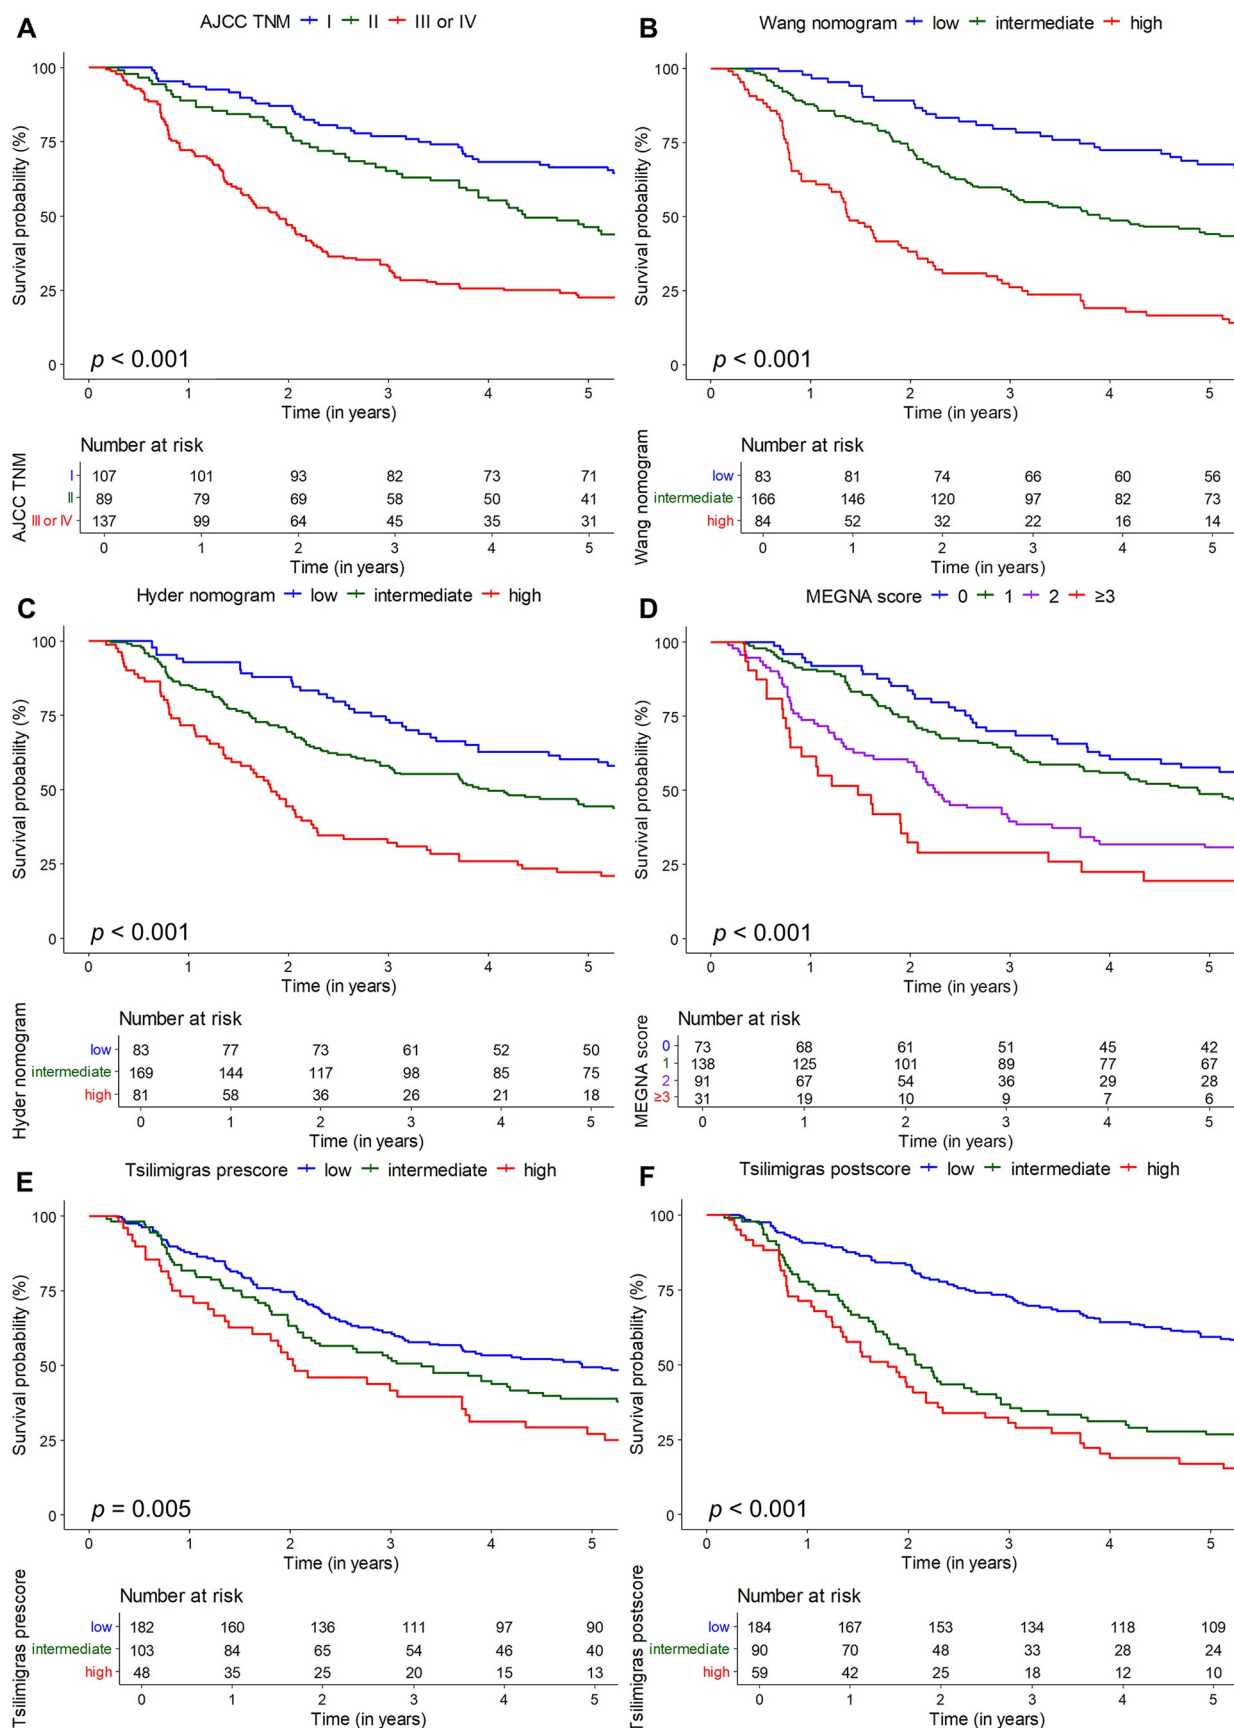 A
AJCC TNM I II III or IV
Survival probability (%)
100
75
50
25
0
p < 0.001
0 1 2 3 4 5
Time (in years)
Number at risk
AJCC TNM
I 107 101 93 82 73 71
II 89 79 69 58 50 41
III or IV 137 99 64 45 35 31
0 1 2 3 4 5
Time (in years)
B
Wang nomogram low intermediate high
Survival probability (%)
100
75
50
25
0
p < 0.001
0 1 2 3 4 5
Time (in years)
Number at risk
Wang nomogram
low 83 81 74 66 60 56
intermediate 166 146 120 97 82 73
high 84 52 32 22 16 14
0 1 2 3 4 5
Time (in years)
C
Hyder nomogram low intermediate high
Survival probability (%)
100
75
50
25
0
p < 0.001
0 1 2 3 4 5
Time (in years)
Number at risk
Hyder nomogram
low 83 77 73 61 52 50
intermediate 169 144 117 98 85 75
high 81 58 36 26 21 18
0 1 2 3 4 5
Time (in years)
D
MEGNA score 0 1 2 ≥3
Survival probability (%)
100
75
50
25
0
p < 0.001
0 1 2 3 4 5
Time (in years)
Number at risk
MEGNA score
0 73 68 61 51 45 42
1 138 125 101 89 77 67
2 91 67 54 36 29 28
≥3 31 19 10 9 7 6
0 1 2 3 4 5
Time (in years)
E
Tsilimigras prescore low intermediate high
Survival probability (%)
100
75
50
25
0
p = 0.005
0 1 2 3 4 5
Time (in years)
Number at risk
Tsilimigras prescore
low 182 160 136 111 97 90
intermediate 103 84 65 54 46 40
high 48 35 25 20 15 13
0 1 2 3 4 5
Time (in years)
F
Tsilimigras postscore low intermediate high
Survival probability (%)
100
75
50
25
0
p < 0.001
0 1 2 3 4 5
Time (in years)
Number at risk
Tsilimigras postscore
low 184 167 153 134 118 109
intermediate 90 70 48 33 28 24
high 59 42 25 18 12 10
0 1 2 3 4 5
Time (in years)